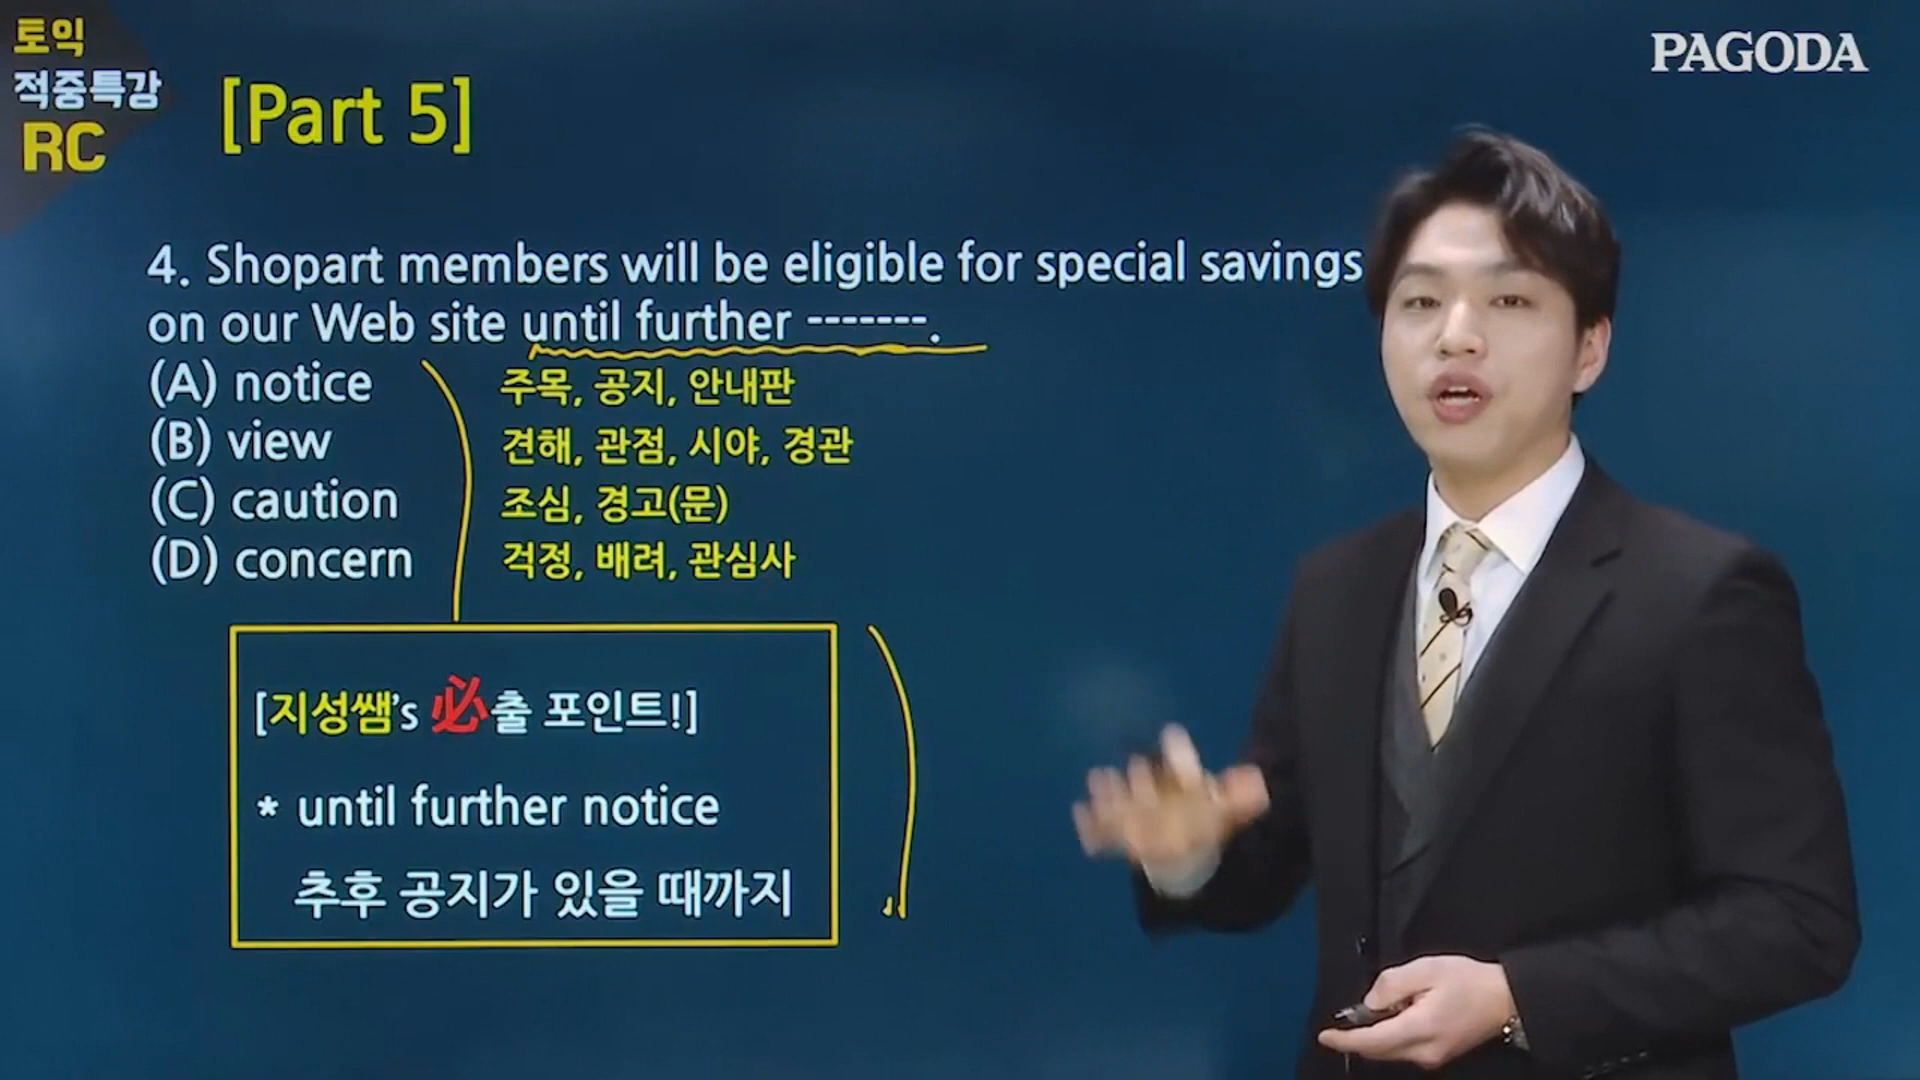 토익
적중특강
RC
PAGODA
[Part 5]
4. Shopart members will be eligible for special savings
on our Web site until further -------.
(A) notice 주목, 공지, 안내판
(B) view 견해, 관점, 시야, 경관
(C) caution 조심, 경고(문)
(D) concern 걱정, 배려, 관심사
[지성쌤's 必출 포인트!]
* until further notice
추후 공지가 있을 때까지